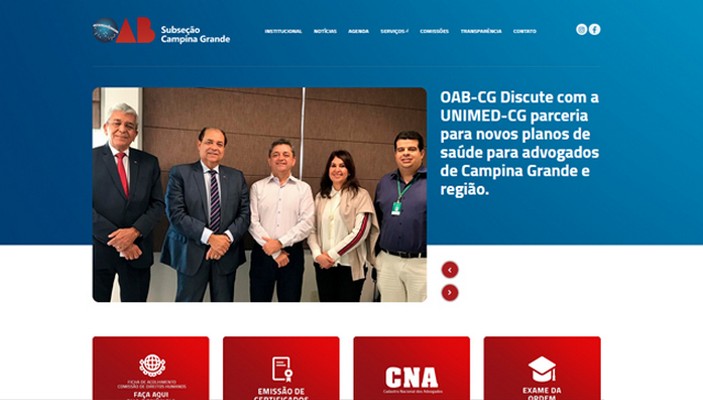 OAB Subseção
Campina Grande
INSTITUCIONAL NOTÍCIAS AGENDA SERVIÇOS COMISSÕES TRANSPARÊNCIA CONTATO
OAB-CG Discute com a
UNIMED-CG parceria
para novos planos de
saúde para advogados
de Campina Grande e
região.
FICHA DE ACOLHIMENTO
COMISSÃO DE DIREITOS HUMANOS
FAÇA AQUI
EMISSÃO DE
CERTIFICADOS
CNA
Cadastro Nacional dos Advogados
EXAME DA
ORDEM